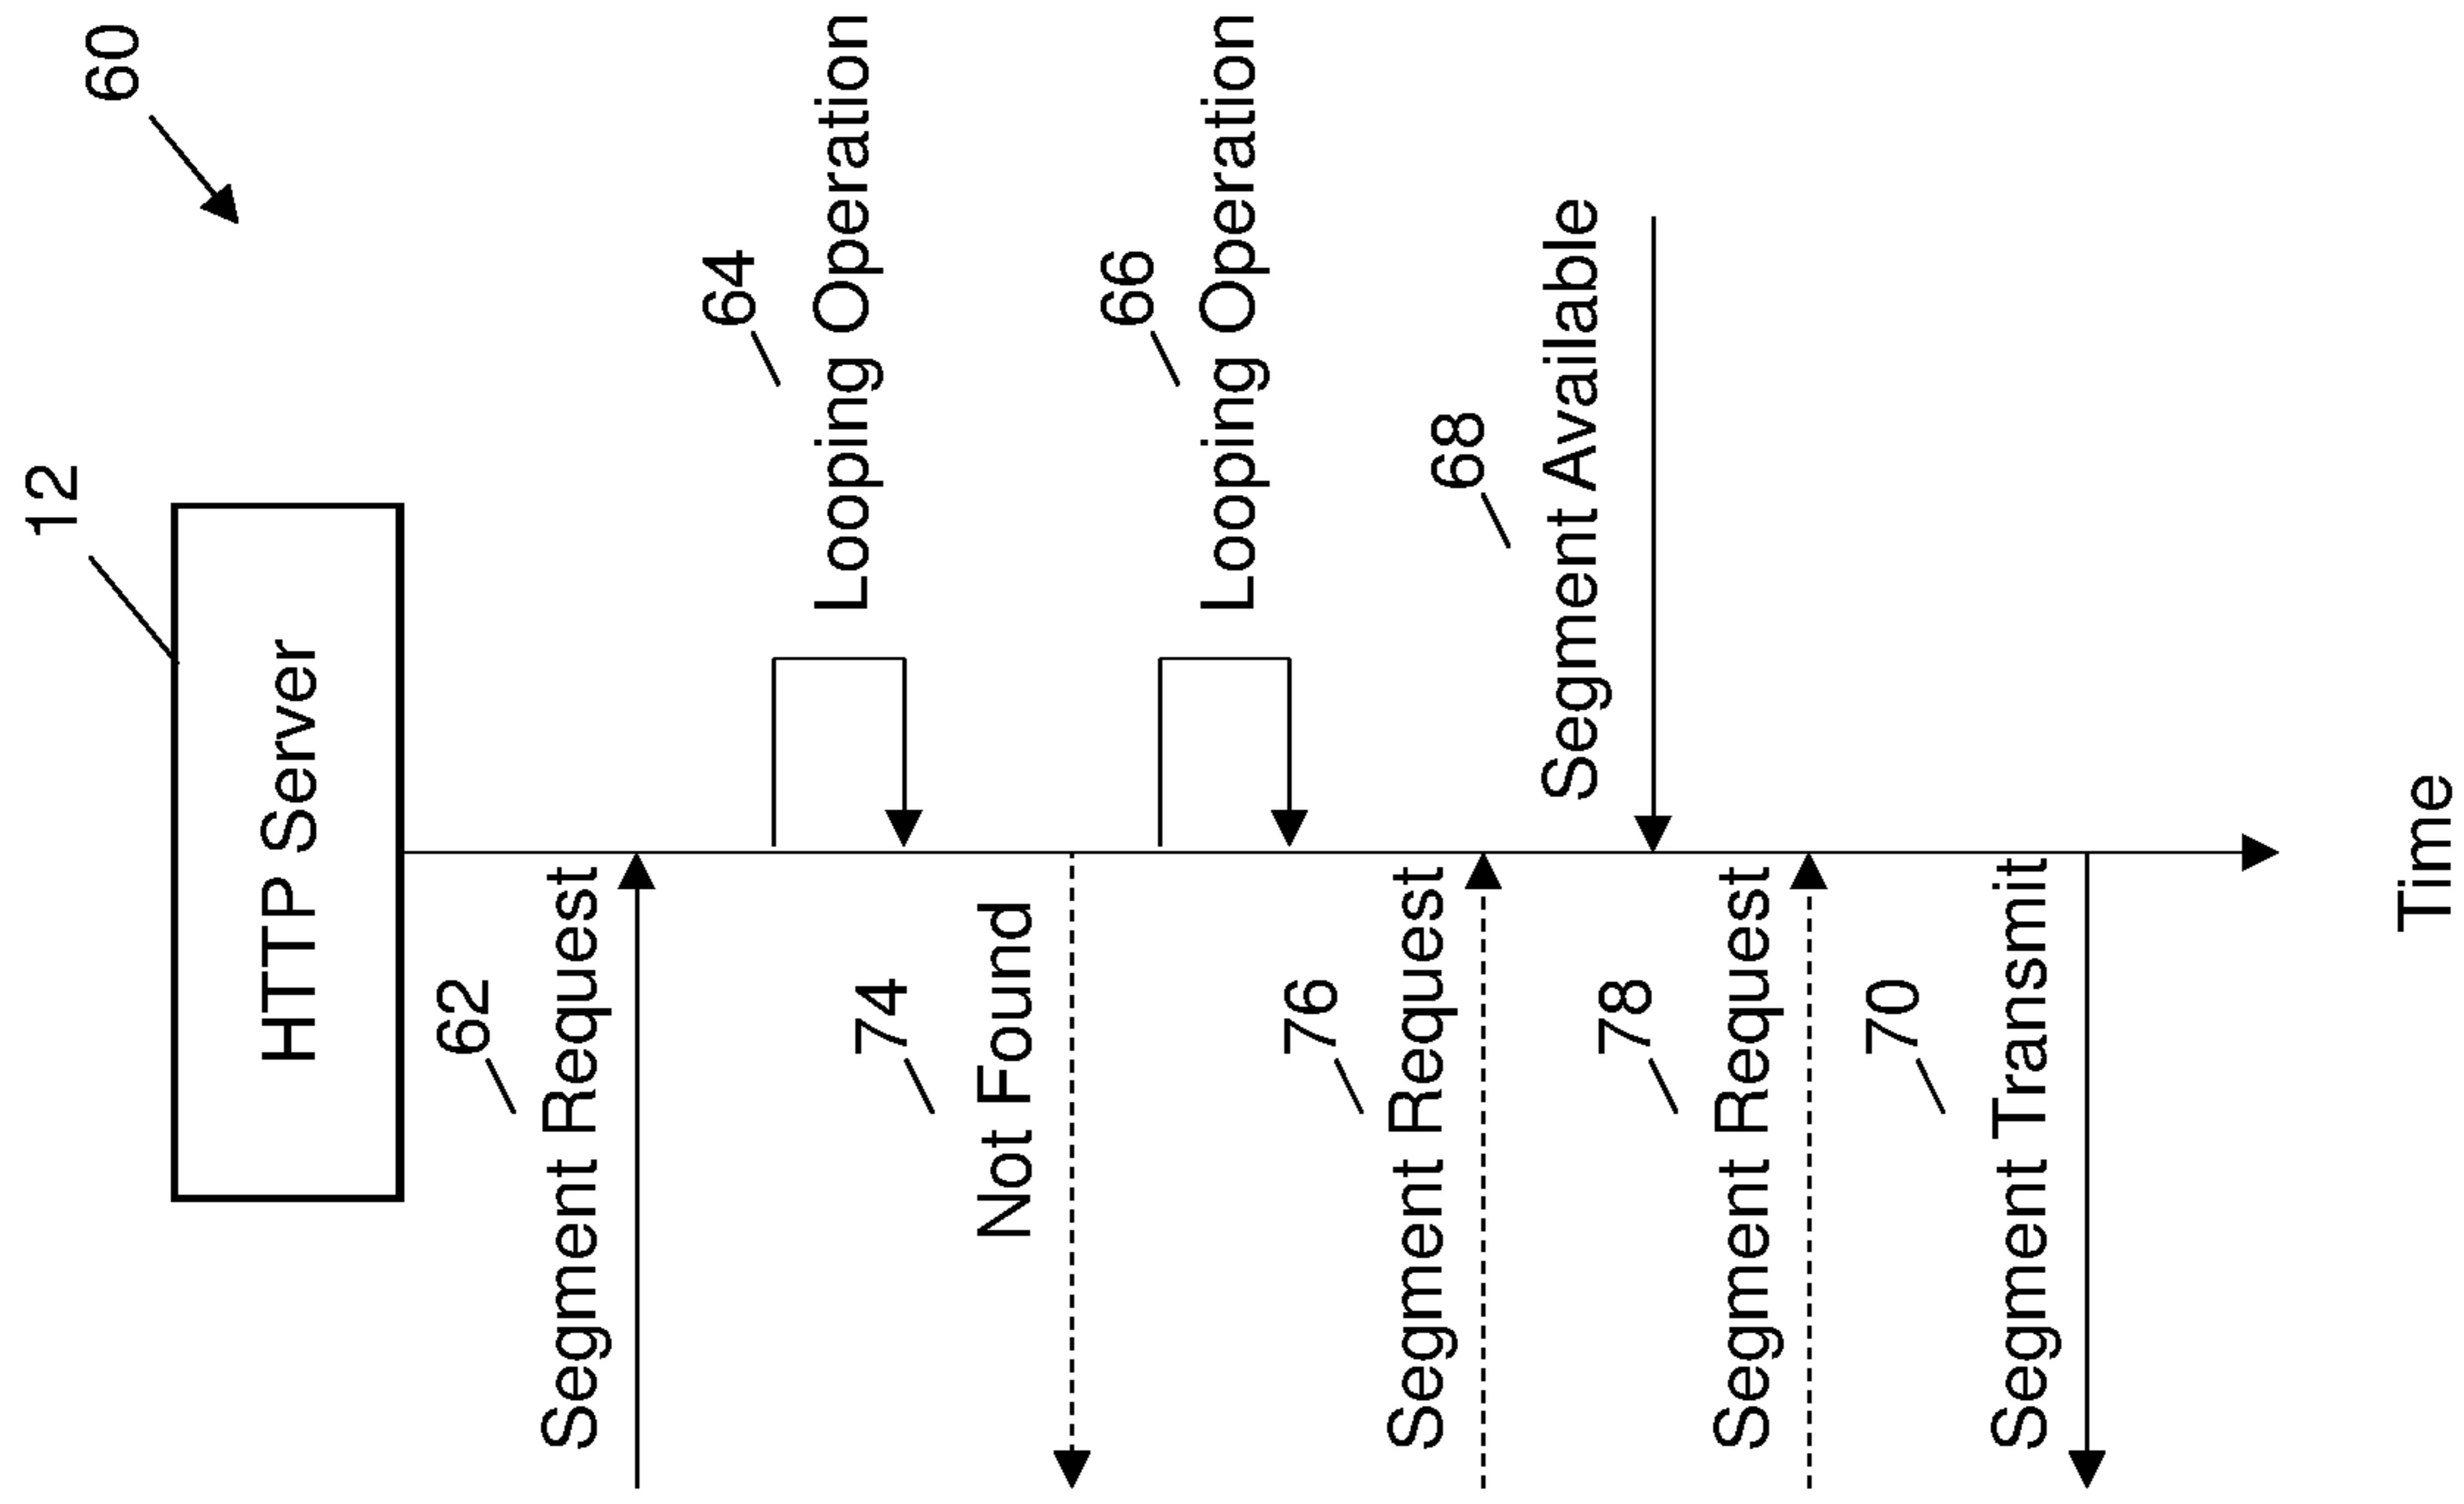 60
12
HTTP Server
62
Segment Request
64
Looping Operation
74
Not Found
66
Looping Operation
76
Segment Request
68
Segment Available
78
Segment Request
70
Segment Transmit
Time